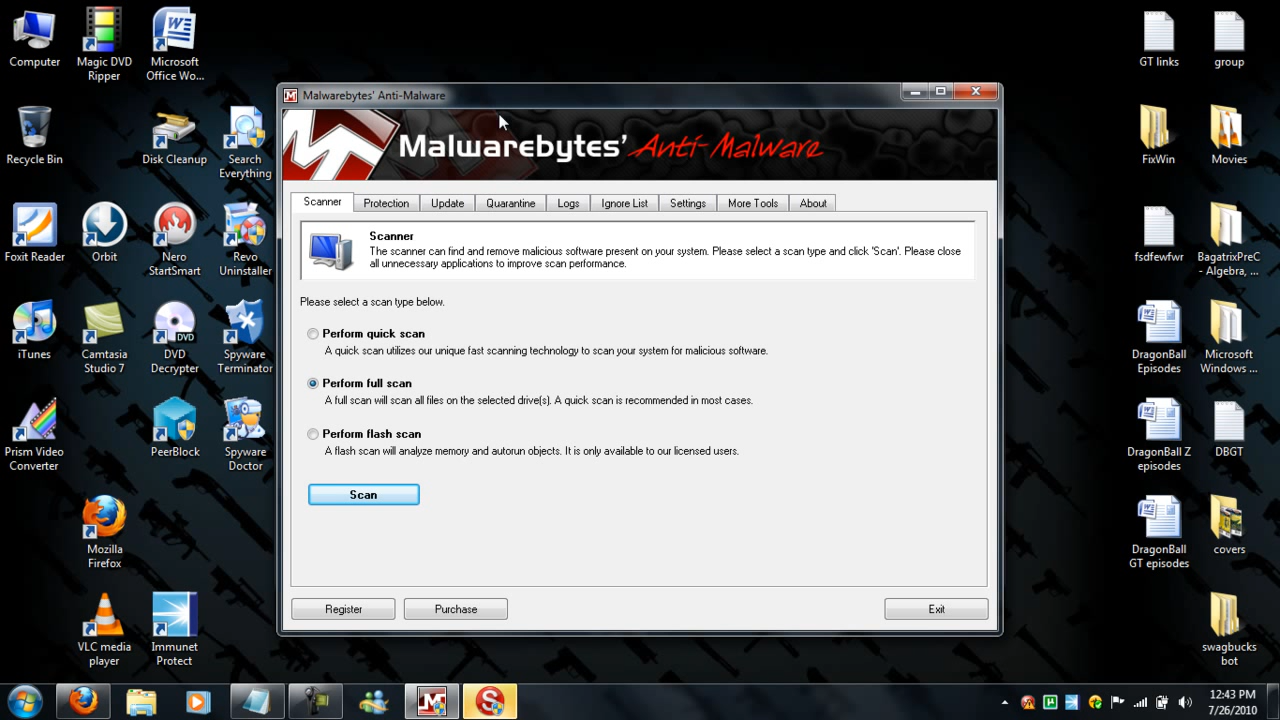 Computer
Magic DVD
Ripper
Microsoft
Office Wo...
Recycle Bin
Disk Cleanup
Search
Everything
Foxit Reader
Orbit
Nero
StartSmart
Revo
Uninstaller
iTunes
Camtasia
Studio 7
DVD
DVD
Decrypter
Spyware
Terminator
Prism Video
Converter
PeerBlock
Spyware
Doctor
Mozilla
Firefox
VLC media
player
Immunet
Protect
Malwarebytes' Anti-Malware
Malwarebytes' Anti-Malware
Scanner Protection Update Quarantine Logs Ignore List Settings More Tools About
Scanner
The scanner can find and remove malicious software present on your system. Please select a scan type and click 'Scan'. Please close
all unnecessary applications to improve scan performance.
Please select a scan type below.
Perform quick scan
A quick scan utilizes our unique fast scanning technology to scan your system for malicious software.
Perform full scan
A full scan will scan all files on the selected drive(s). A quick scan is recommended in most cases.
Perform flash scan
A flash scan will analyze memory and autorun objects. It is only available to our licensed users.
Scan
Register Purchase Exit
GT links
group
FixWin
Movies
fsdfewfwr
BagatrixPreC
- Algebra, ...
DragonBall
Episodes
Microsoft
Windows ...
DragonBall Z
episodes
DBGT
DragonBall
GT episodes
covers
swagbucks
bot
12:43 PM
7/26/2010